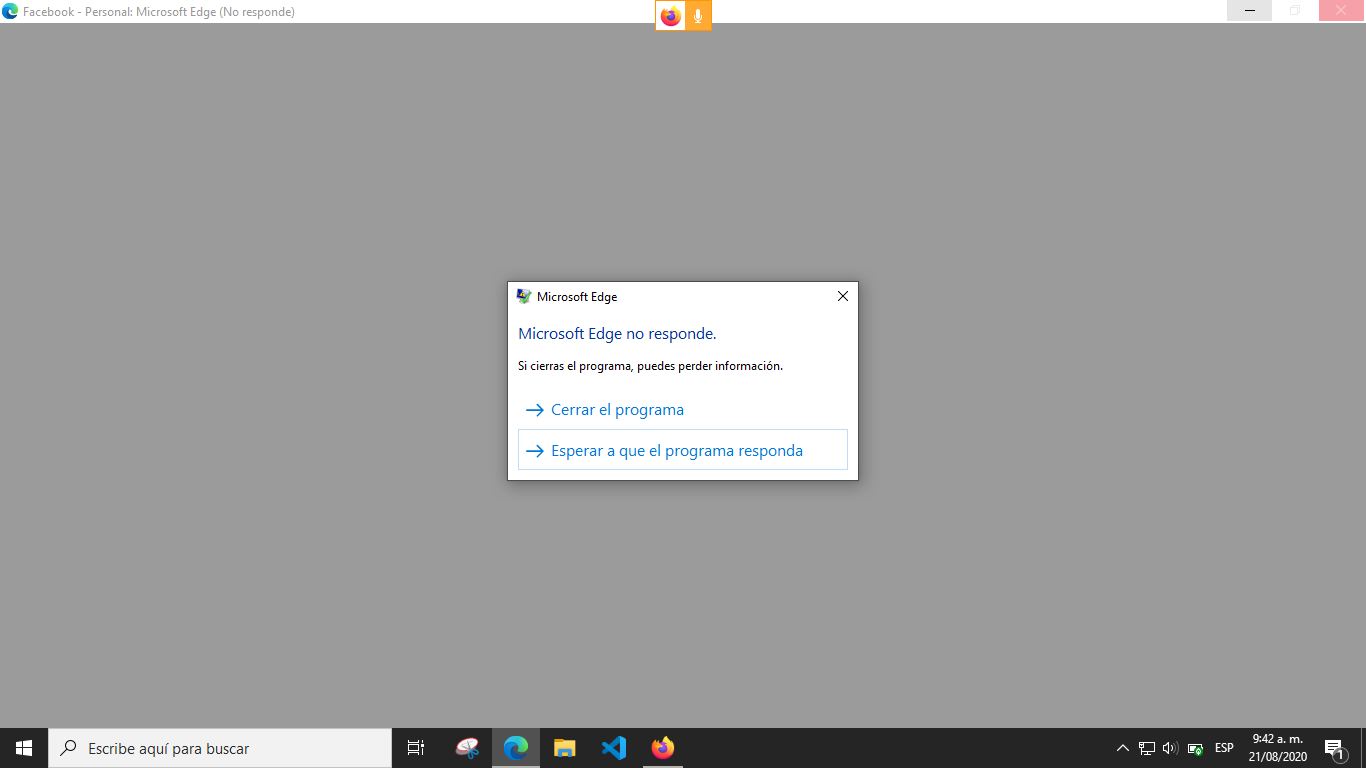 Facebook - Personal: Microsoft Edge (No responde)
Microsoft Edge
Microsoft Edge no responde.
Si cierras el programa, puedes perder información.
Cerrar el programa
Esperar a que el programa responda
Escribe aquí para buscar
ESP
9:42 a. m.
21/08/2020
1